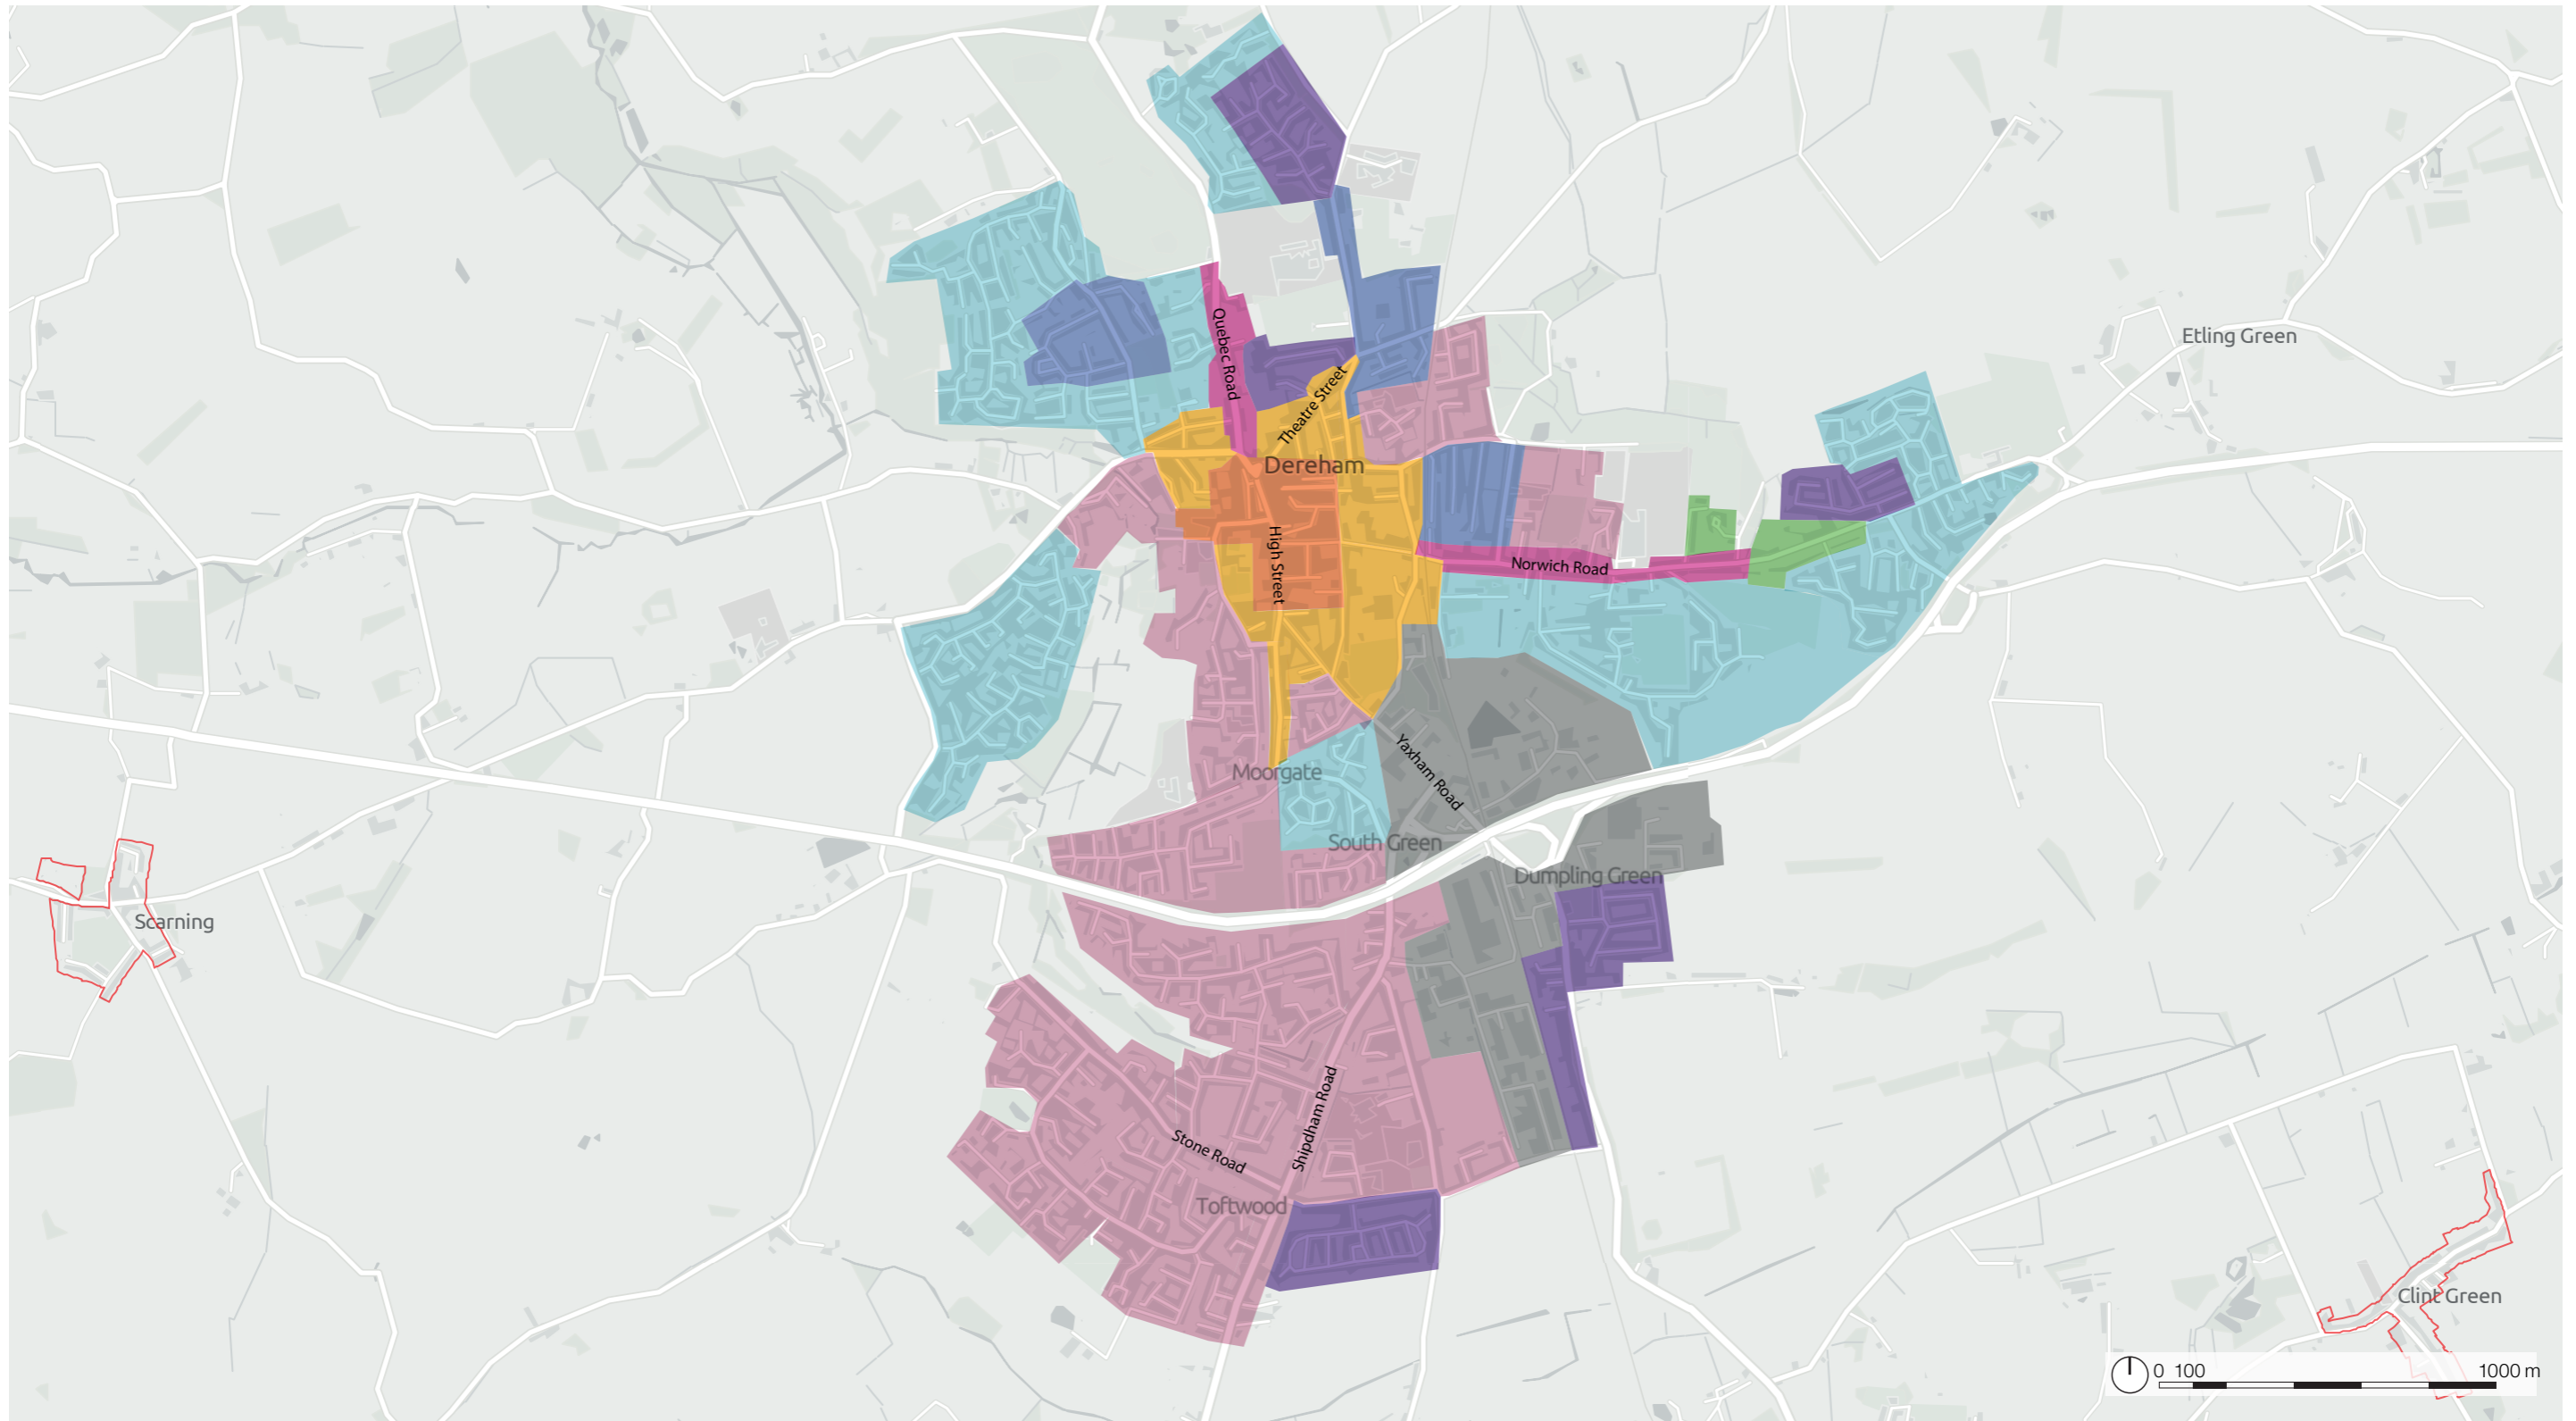 Etling Green
Quebec Road
Theatre Street
Dereham
High Street
Norwich Road
Yaxham Road
Moorgate
South Green
Dumpling Green
Scarning
Shipdham Road
Stone Road
Toftwood
Clint Green
0 100 1000 m